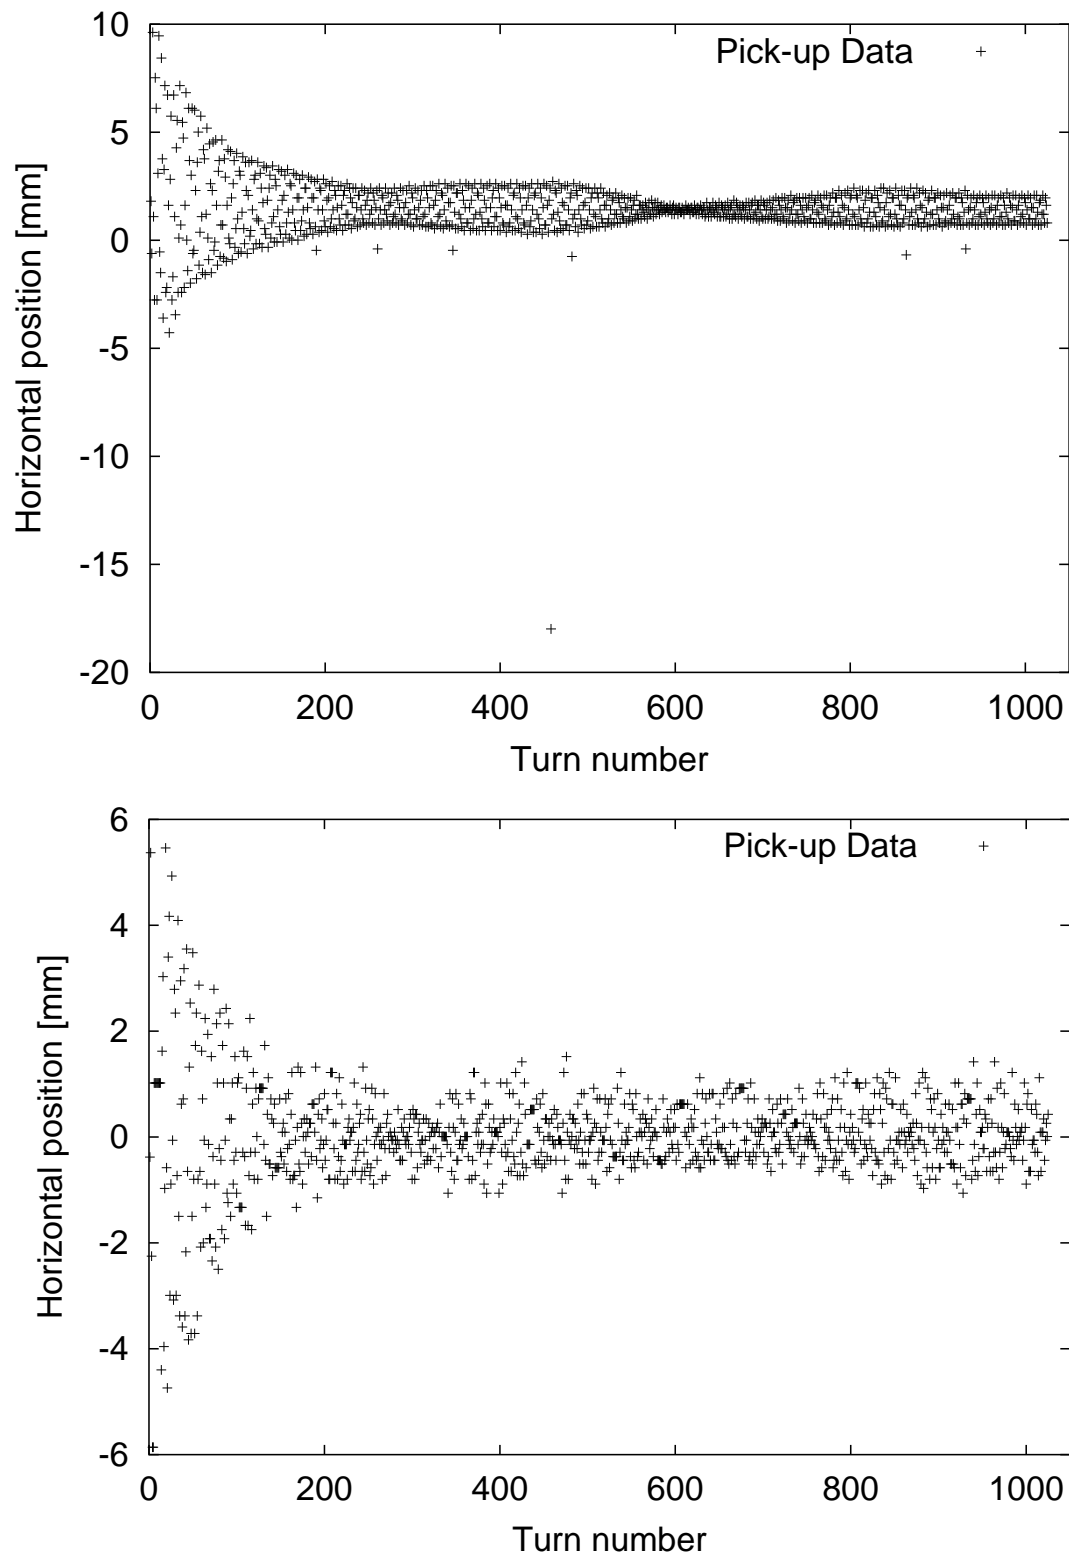 10
5
0
-5
-10
-15
-20
Horizontal position [mm]
Pick-up Data
0 200 400 600 800 1000
Turn number
6
4
2
0
-2
-4
-6
Horizontal position [mm]
Pick-up Data
0 200 400 600 800 1000
Turn number